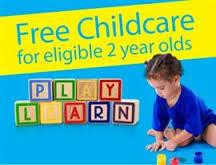 Free Childcare
for eligible 2 year olds
PLAY
LEARN